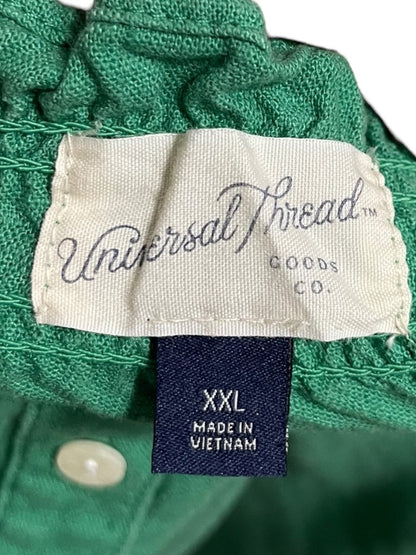 Universal Thread™
GOODS
CO.
XXL
MADE IN
VIETNAM